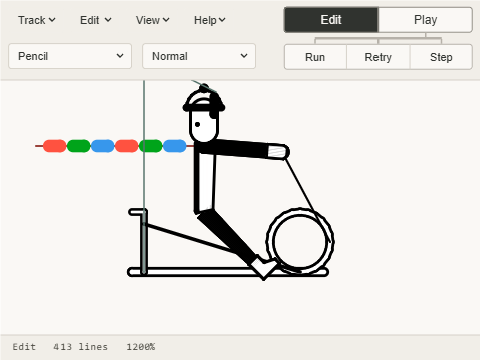 Track Edit View Help
Edit Play
Pencil Normal
Run Retry Step
Edit 413 lines 1200%